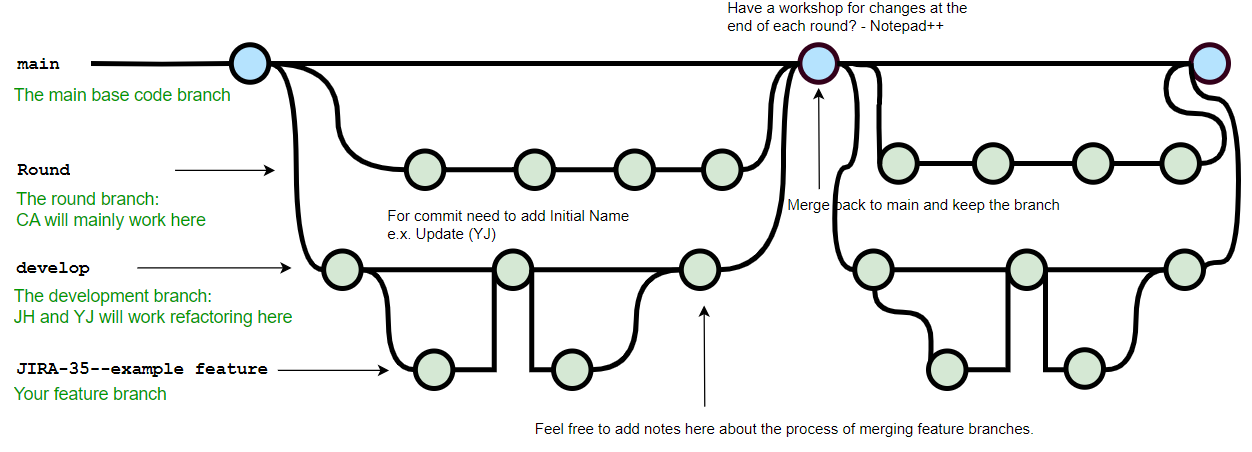 Have a workshop for changes at the
end of each round? - Notepad++
main
The main base code branch
Round
The round branch:
CA will mainly work here
For commit need to add Initial Name
e.x. Update (YJ)
Merge back to main and keep the branch
develop
The development branch:
JH and YJ will work refactoring here
JIRA-35--example feature
Your feature branch
Feel free to add notes here about the process of merging feature branches.